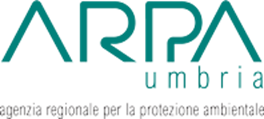 ARPA
umbria
agenzia regionale per la protezione ambientale